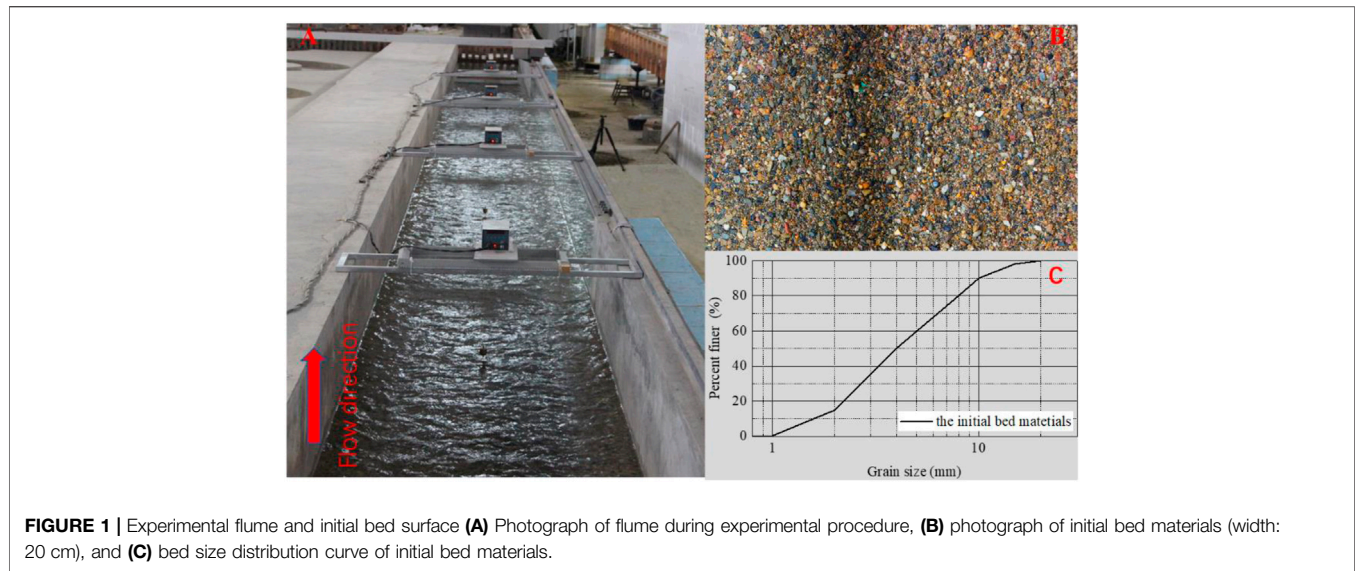 A
B
Flow direction
C
Percent finer (%)
100
80
60
40
20
0
the initial bed matetials
1
10
Grain size (mm)
FIGURE 1 | Experimental flume and initial bed surface (A) Photograph of flume during experimental procedure, (B) photograph of initial bed materials (width:
20 cm), and (C) bed size distribution curve of initial bed materials.